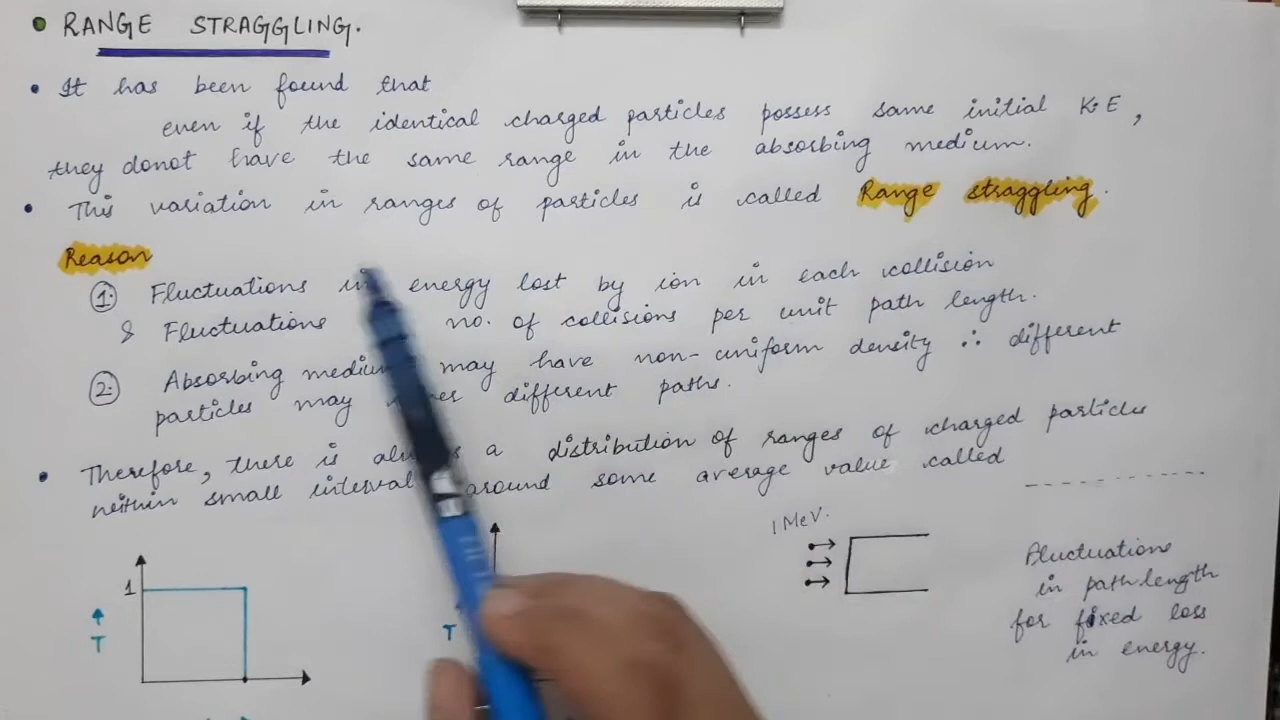 RANGE STRAGGLING.
It has been found that
even if the identical charged particles possess same initial K.E,
they donot have the same range in the absorbing medium.
This variation in ranges of particles is called Range straggling.
Reason
1. Fluctuations in energy lost by ion in each collision
& Fluctuations no. of collisions per unit path length.
2. Absorbing medium may have non-uniform density ∴ different
particles may different paths.
Therefore, there is a distribution of ranges of charged particles
small interval around some average value called
1 MeV.
1
T
T
Fluctuations
in path length
for fixed loss
in energy.